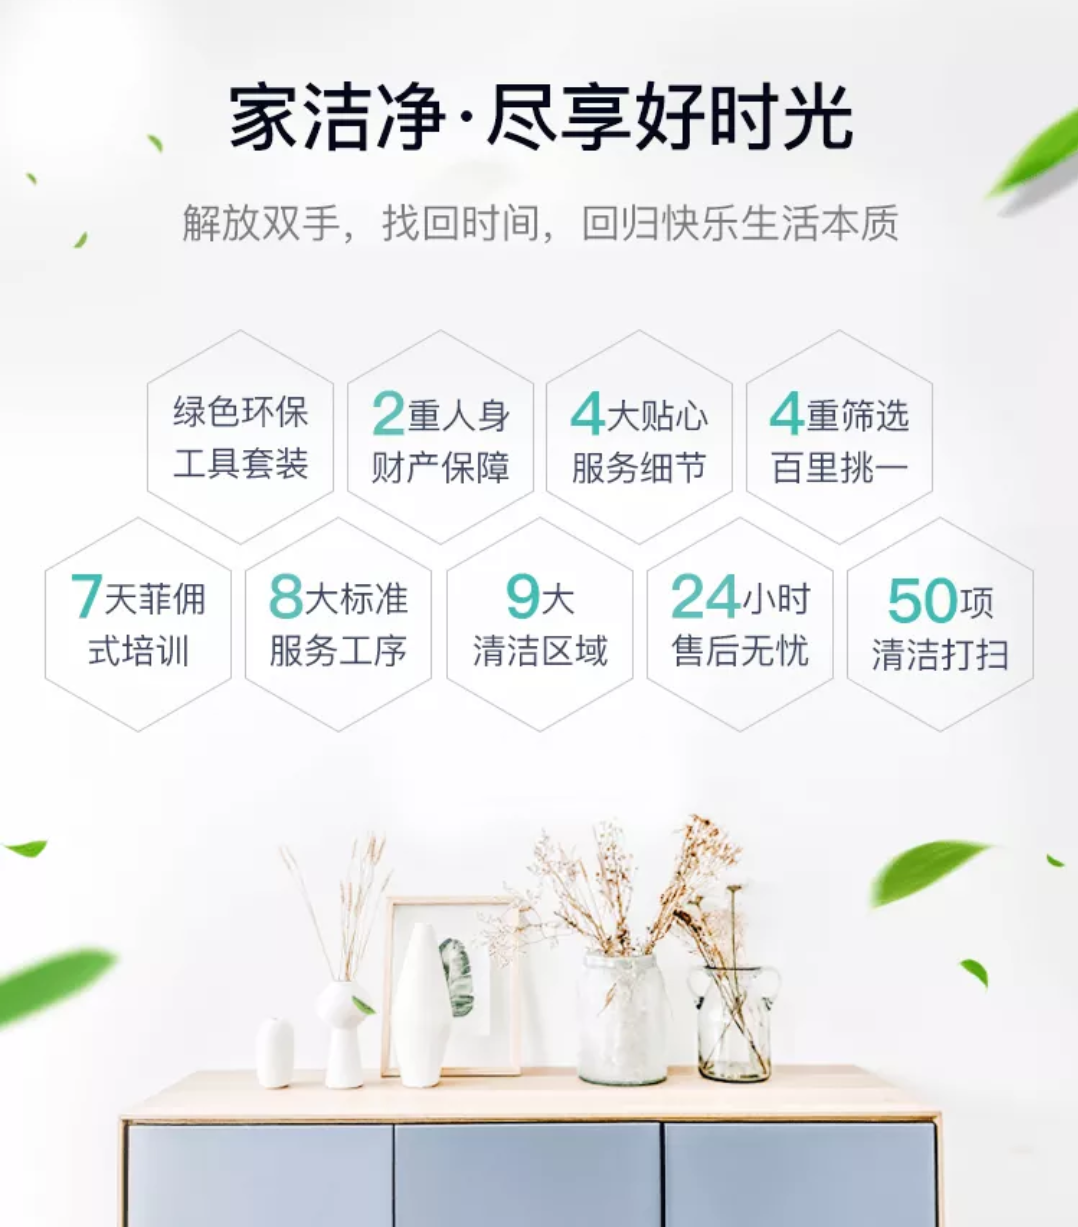 家洁净·尽享好时光
解放双手，找回时间，回归快乐生活本质
绿色环保
工具套装
2重人身
财产保障
4大贴心
服务细节
4重筛选
百里挑一
7天菲佣
式培训
8大标准
服务工序
9大
清洁区域
24小时
售后无忧
50项
清洁打扫